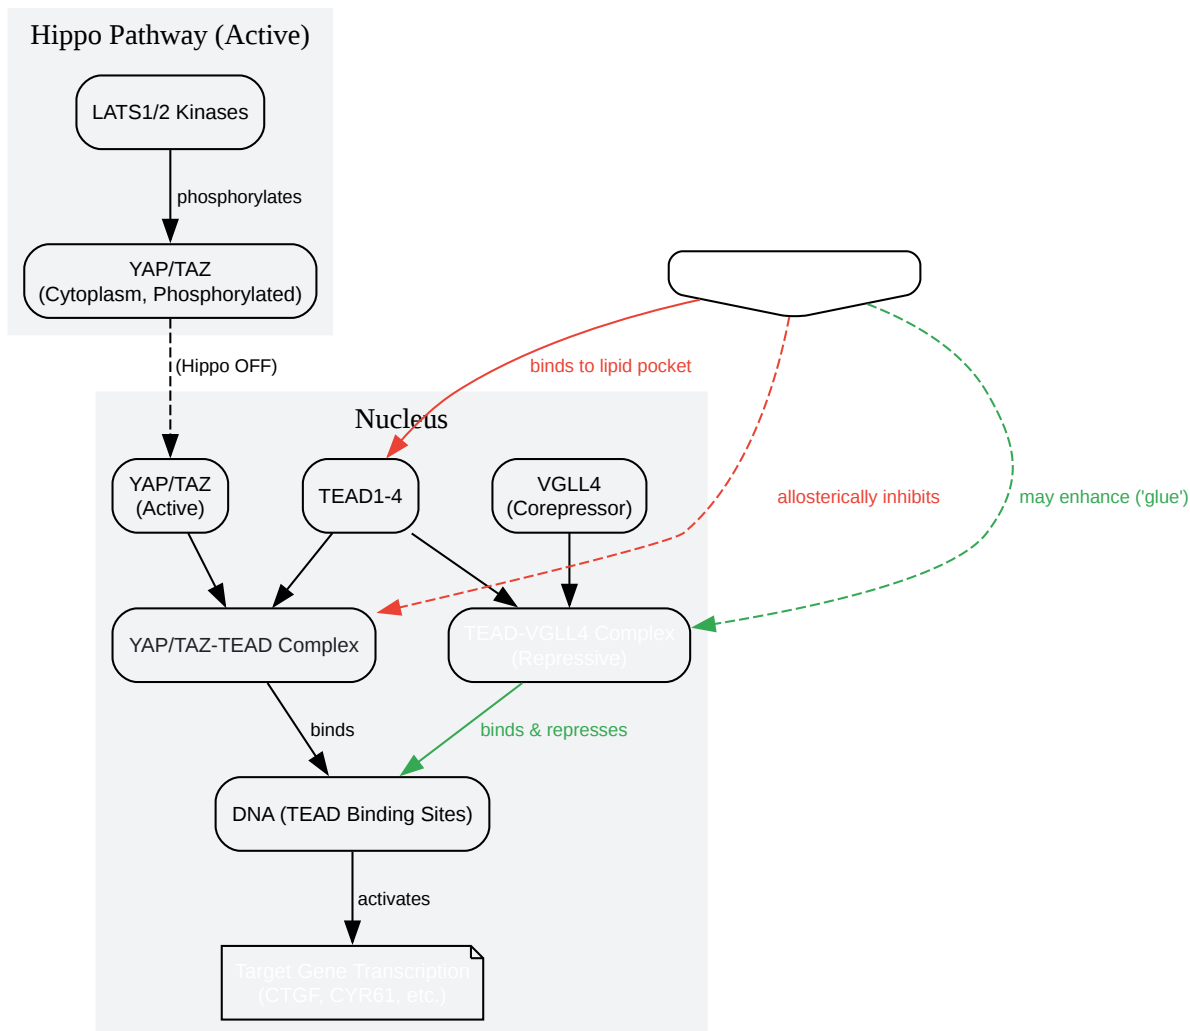 Hippo Pathway (Active)
LATS1/2 Kinases
phosphorylates
YAP/TAZ
(Cytoplasm, Phosphorylated)
(Hippo OFF)
binds to lipid pocket
Nucleus
YAP/TAZ
(Active)
TEAD1-4
VGLL4
(Corepressor)
allosterically inhibits
may enhance ('glue')
YAP/TAZ-TEAD Complex
TEAD-VGLL4 Complex
(Repressive)
binds
binds & represses
DNA (TEAD Binding Sites)
activates
Target Gene Transcription
(CTGF, CYR61, etc.)